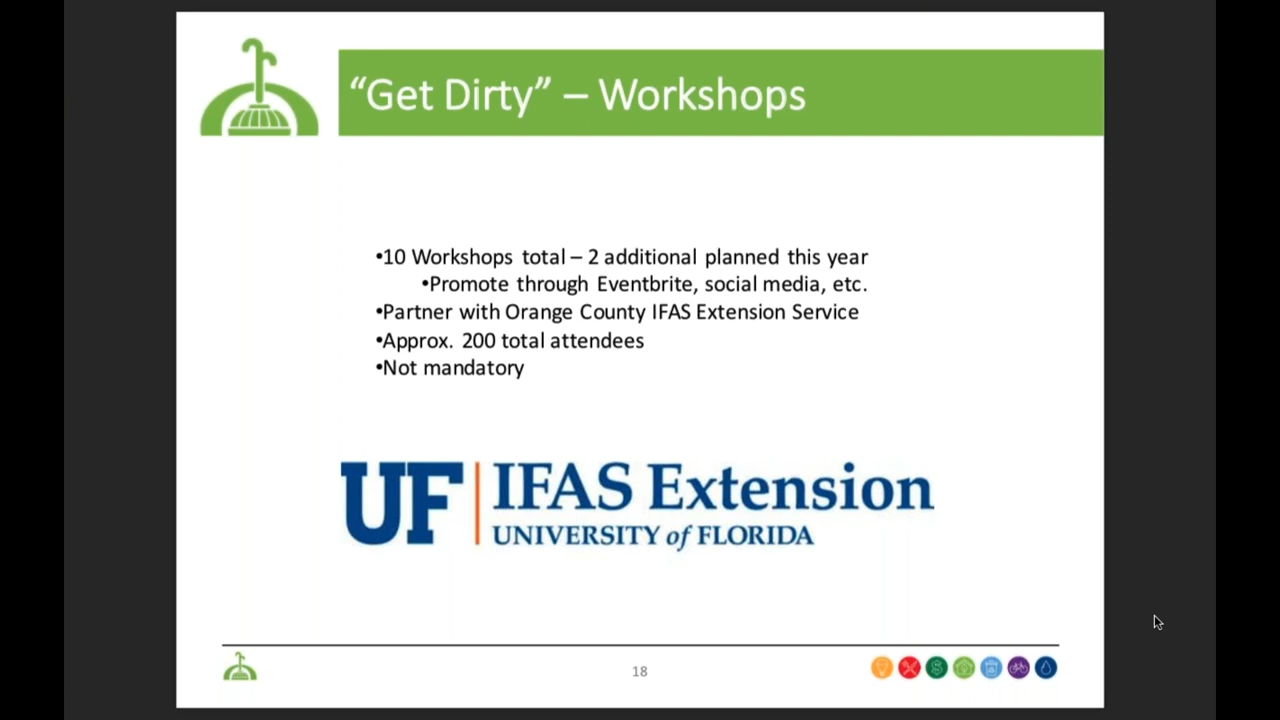 “Get Dirty” – Workshops
•10 Workshops total – 2 additional planned this year
•Promote through Eventbrite, social media, etc.
•Partner with Orange County IFAS Extension Service
•Approx. 200 total attendees
•Not mandatory
UF IFAS Extension
UNIVERSITY of FLORIDA
18